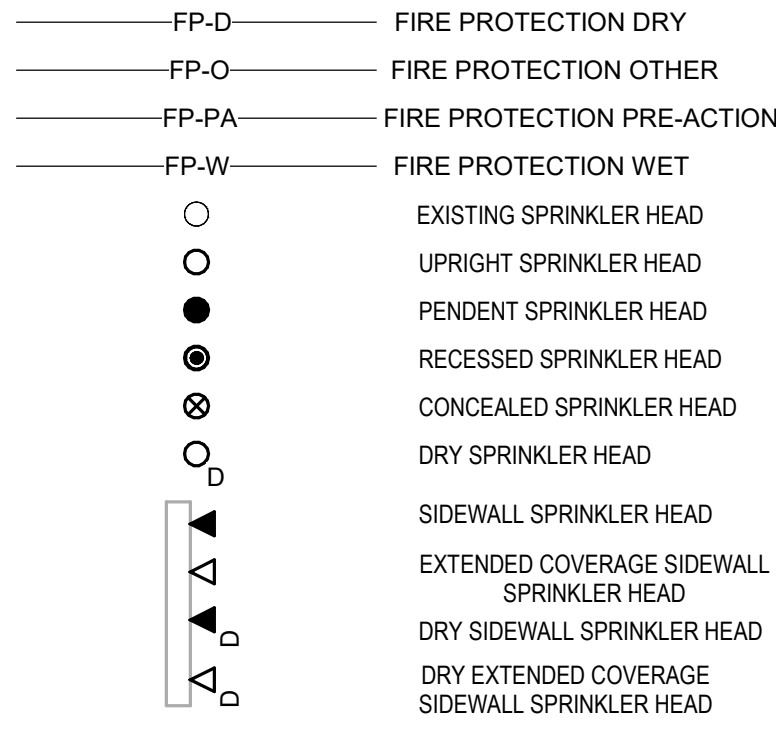 FP-D FIRE PROTECTION DRY
FP-O FIRE PROTECTION OTHER
FP-PA FIRE PROTECTION PRE-ACTION
FP-W FIRE PROTECTION WET
EXISTING SPRINKLER HEAD
UPRIGHT SPRINKLER HEAD
PENDENT SPRINKLER HEAD
RECESSED SPRINKLER HEAD
CONCEALED SPRINKLER HEAD
D DRY SPRINKLER HEAD
SIDEWALL SPRINKLER HEAD
EXTENDED COVERAGE SIDEWALL
SPRINKLER HEAD
D DRY SIDEWALL SPRINKLER HEAD
DRY EXTENDED COVERAGE
D SIDEWALL SPRINKLER HEAD